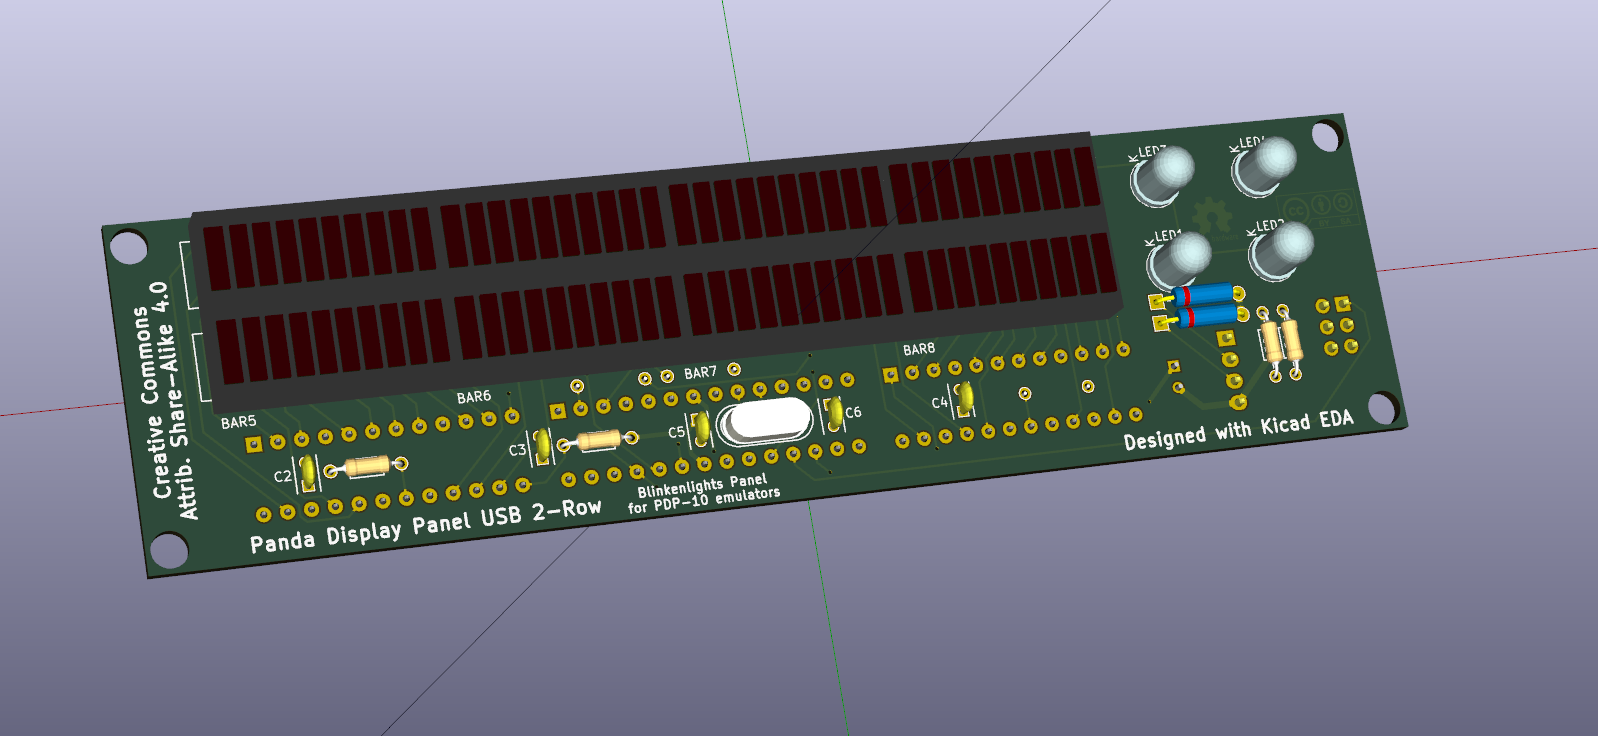 Creative Commons
Attrib. Share-Alike 4.0
K
K
K LED1
K
BAR5
BAR6
BAR7
BAR8
C2
C3
C5
C6
C4
Panda Display Panel USB 2-Row
Blinkenlights Panel
for PDP-10 emulators
Designed with Kicad EDA